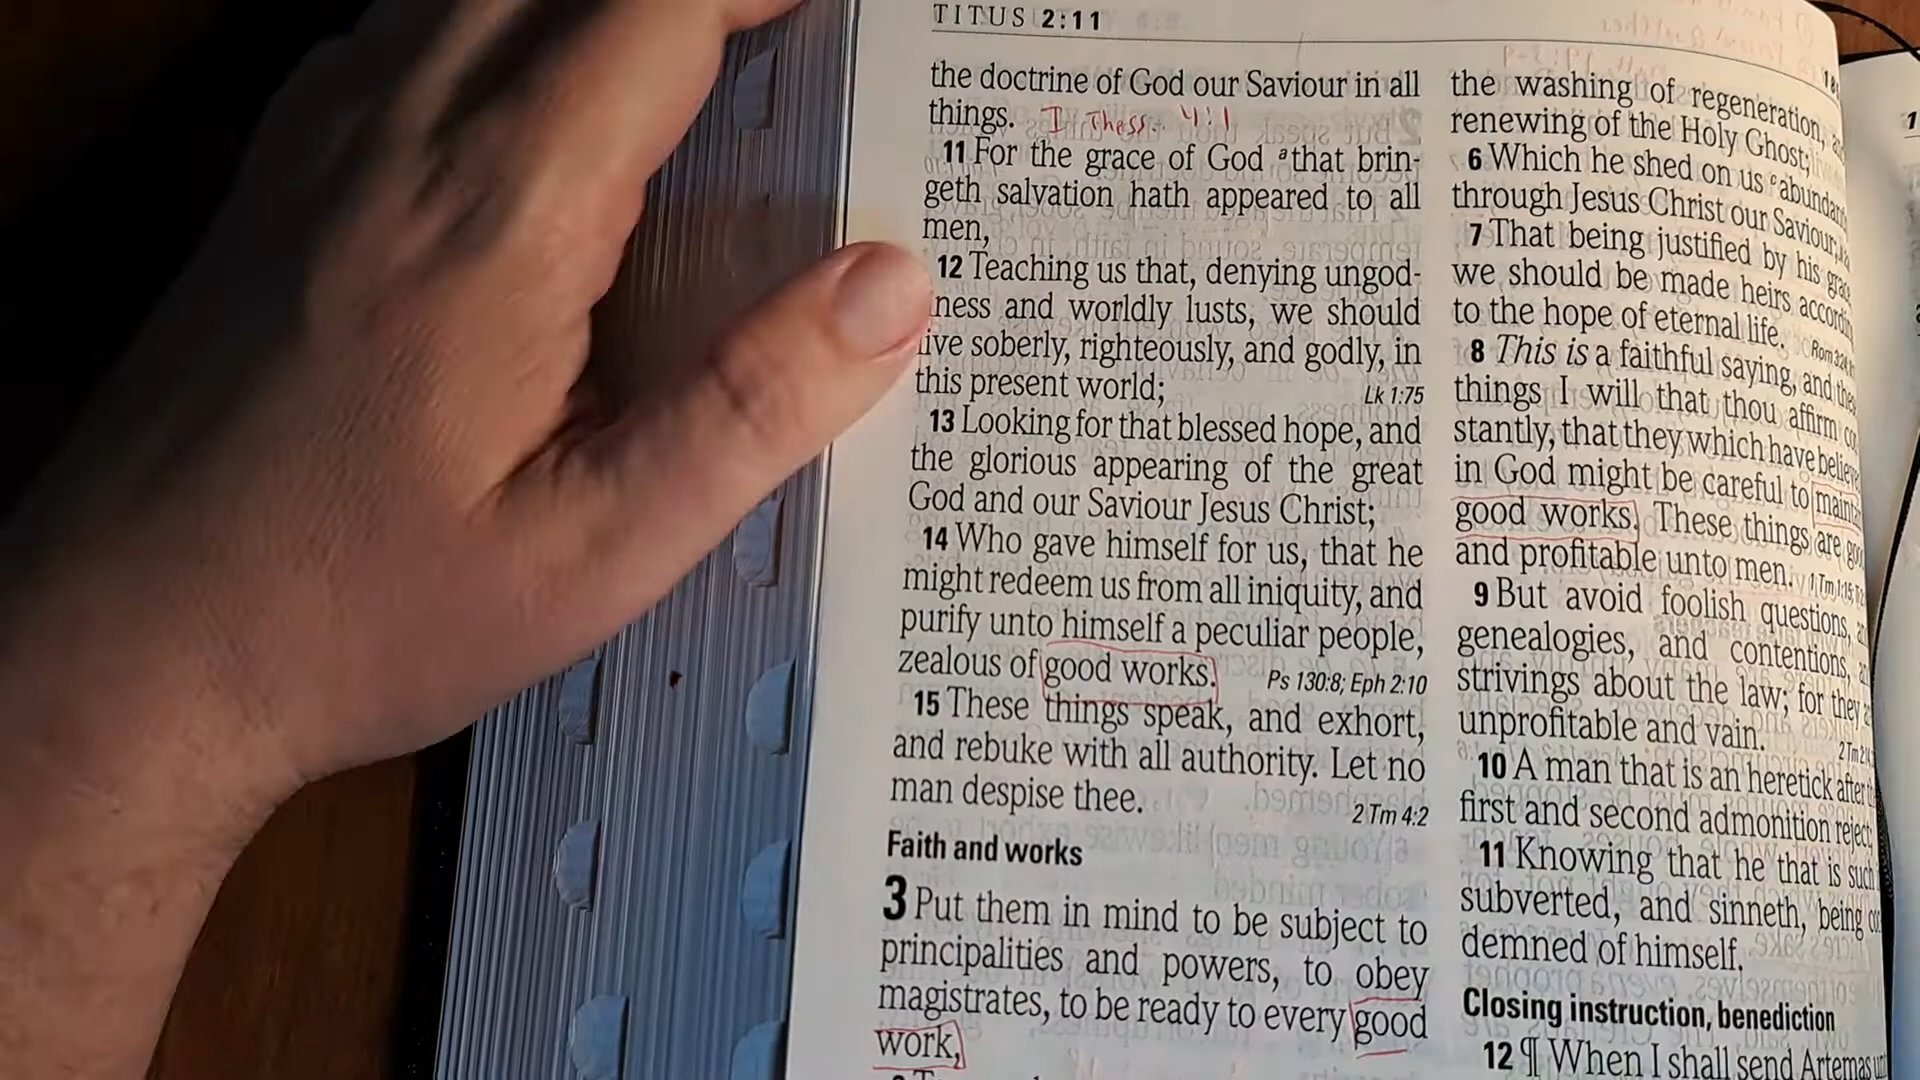 TITUS 2:11
the doctrine of God our Saviour in all
things. I Thess. 4:1
11 For the grace of God a that brin-
geth salvation hath appeared to all
men,
12 Teaching us that, denying ungod-
iness and worldly lusts, we should
live soberly, righteously, and godly, in
this present world; Lk 1:75
13 Looking for that blessed hope, and
the glorious appearing of the great
God and our Saviour Jesus Christ;
14 Who gave himself for us, that he
might redeem us from all iniquity, and
purify unto himself a peculiar people,
zealous of good works. Ps 130:8; Eph 2:10
15 These things speak, and exhort,
and rebuke with all authority. Let no
man despise thee. 2 Tm 4:2
Faith and works
3 Put them in mind to be subject to
principalities and powers, to obey
magistrates, to be ready to every good
work,
the washing of regeneration,
renewing of the Holy Ghost;
6 Which he shed on us c
through Jesus Christ our Saviour;
7 That being justified by his
we should be made heirs
to the hope of eternal life.
8 This is a faithful saying, and
things I will that thou affirm
stantly, that they which have
in God might be careful to
good works. These things are
and profitable unto men.
9 But avoid foolish questions,
genealogies, and contentions,
strivings about the law; for they
unprofitable and vain.
10 A man that is an heretick after
first and second admonition reject;
11 Knowing that he that is such
subverted, and sinneth, being
demned of himself.
Closing instruction, benediction
12 ¶ When I shall send Artemas